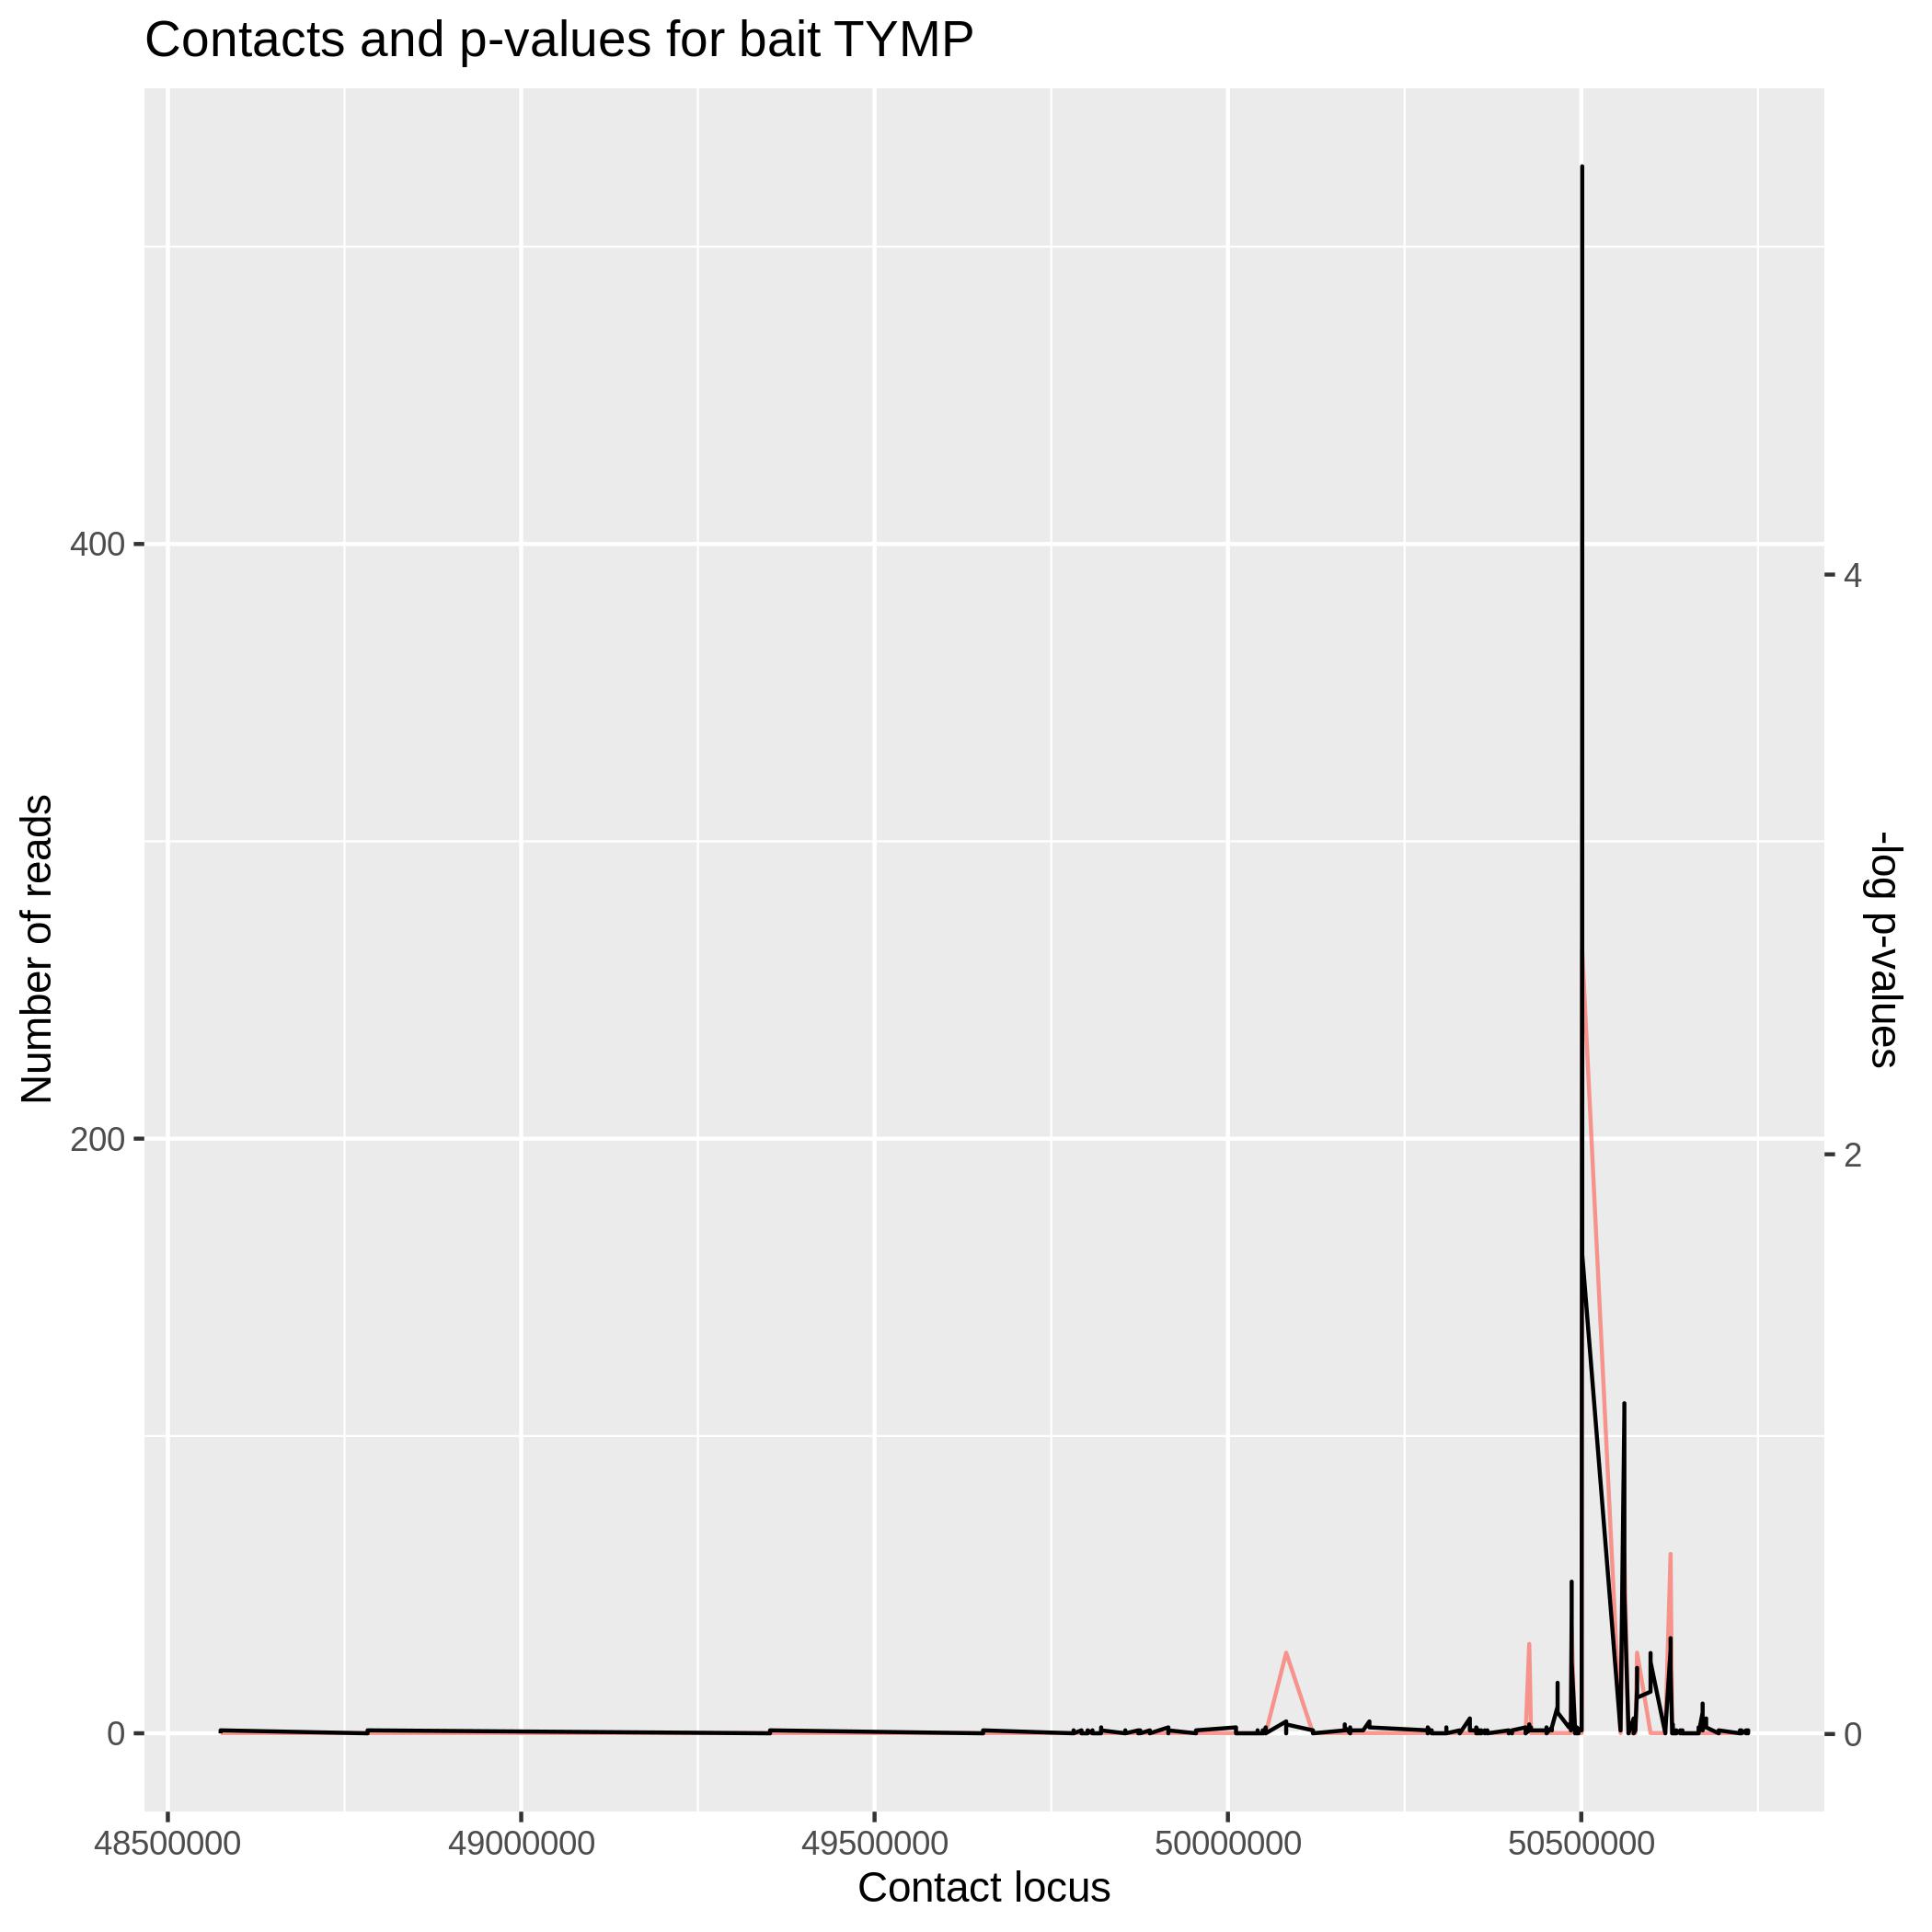 Contacts and p-values for bait TYMP
400
200
0
Number of reads
4
2
0
-log p-values
48500000 49000000 49500000 50000000 50500000
Contact locus